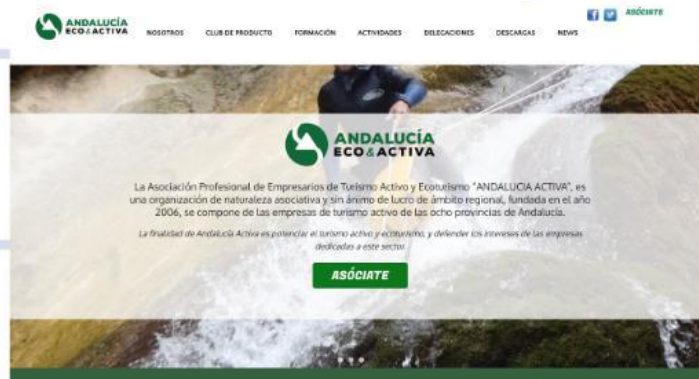 ANDALUCÍA
ECO&ACTIVA
NOSOTROS CLUB DE PRODUCTO FORMACIÓN ACTIVIDADES DELEGACIONES DESCARGAS NEWS
ASÓCIATE
ANDALUCÍA
ECO&ACTIVA
La Asociación Profesional de Empresarios de Turismo Activo y Ecoturismo "ANDALUCIA ACTIVA", es
una organización de naturaleza asociativa y sin ánimo de lucro de ámbito regional, fundada en el año
2006, se compone de las empresas de turismo activo de las ocho provincias de Andalucía.
La finalidad de Andalucía Activa es potenciar el turismo activo y ecoturismo, y defender los intereses de las empresas
dedicadas a este sector.
ASÓCIATE